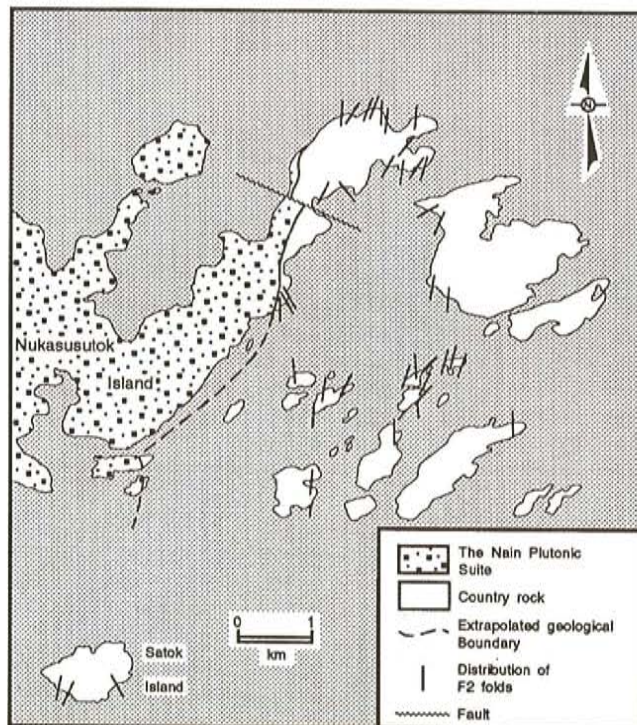 N
Nukasusutok
Island
The Nain Plutonic
Suite
Country rock
Extrapolated geological
Boundary
Distribution of
F2 folds
Fault
0 1
km
Satok
Island